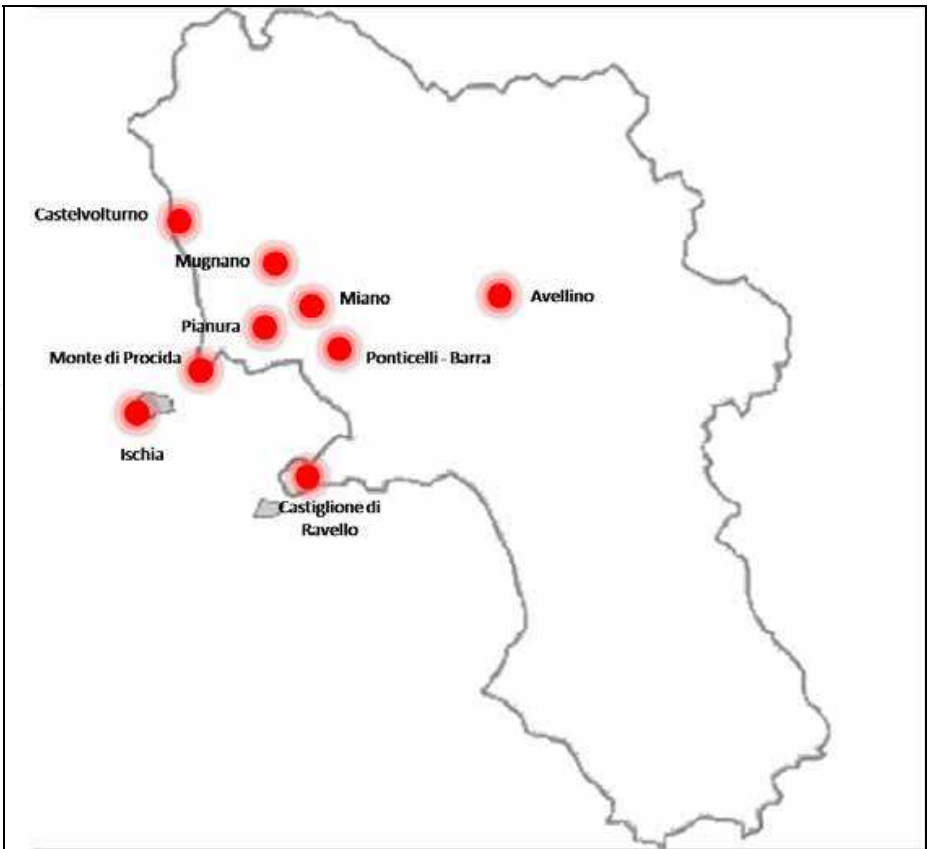 Castelvolturno
Mugnano
Miano
Avellino
Pianura
Monte di Procida
Ponticelli - Barra
Ischia
Castiglione di
Ravello